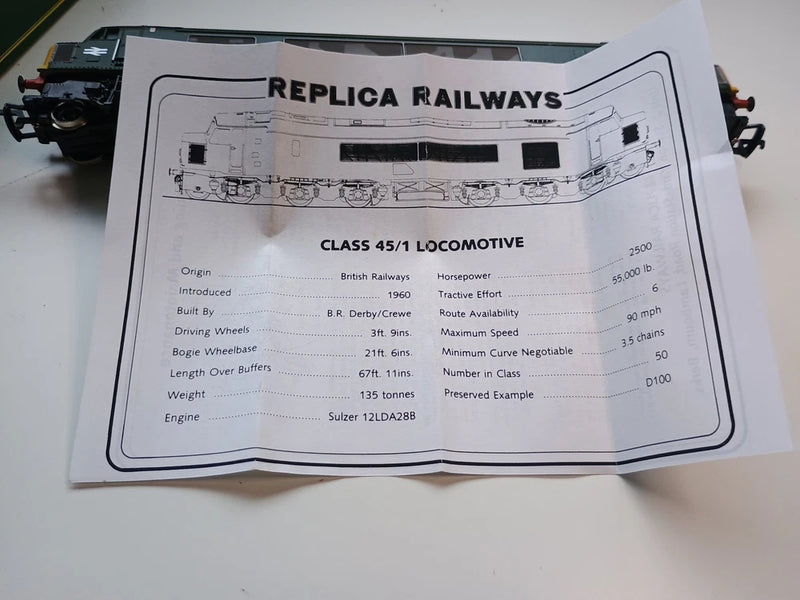 REPLICA RAILWAYS
CLASS 45/1 LOCOMOTIVE
Origin ........ British Railways
Introduced ........ 1960
Built By ........ B.R. Derby/Crewe
Driving Wheels ........ 3ft. 9ins.
Bogie Wheelbase ........ 21ft. 6ins.
Length Over Buffers ........ 67ft. 11ins.
Weight ........ 135 tonnes
Engine ........ Sulzer 12LDA28B
Horsepower ........ 2500
Tractive Effort ........ 55,000 lb.
Route Availability ........ 6
Maximum Speed ........ 90 mph
Minimum Curve Negotiable ........ 3.5 chains
Number in Class ........ 50
Preserved Example ........ D100